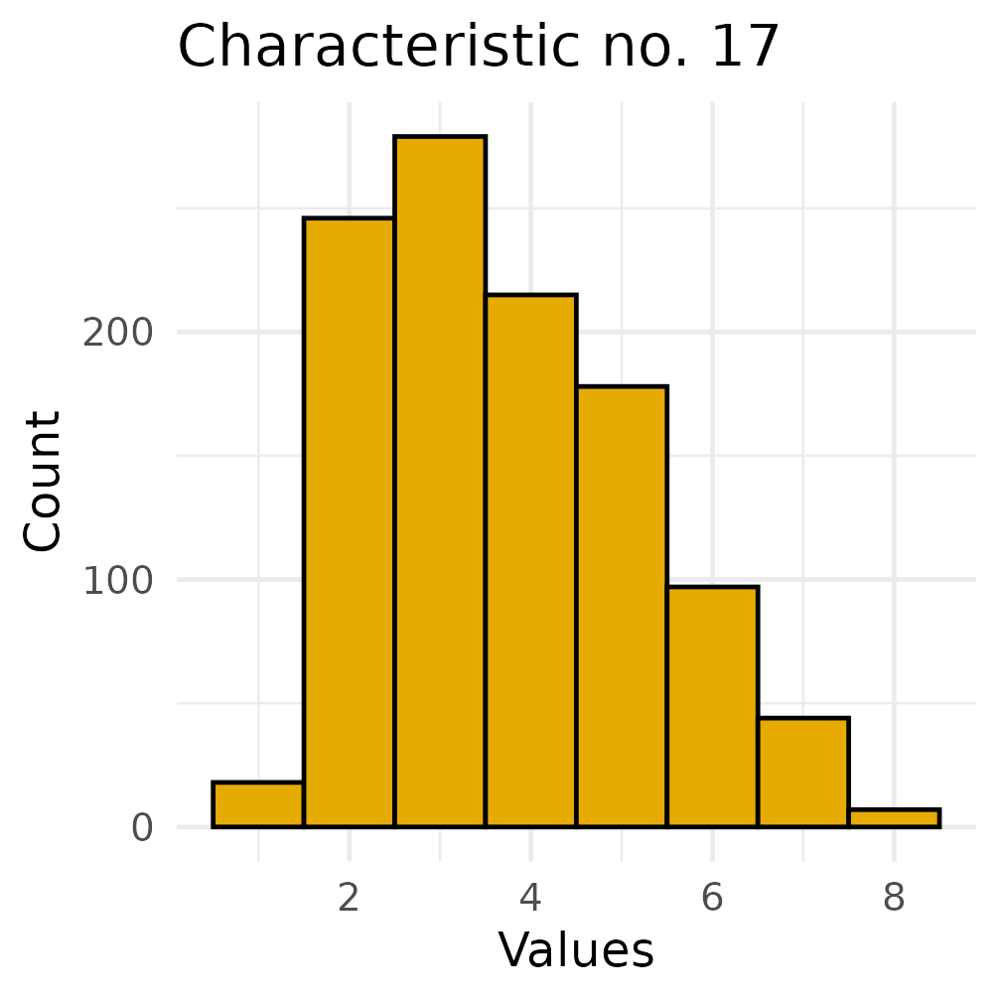 Characteristic no. 17
Count
200
100
0
2 4 6 8
Values